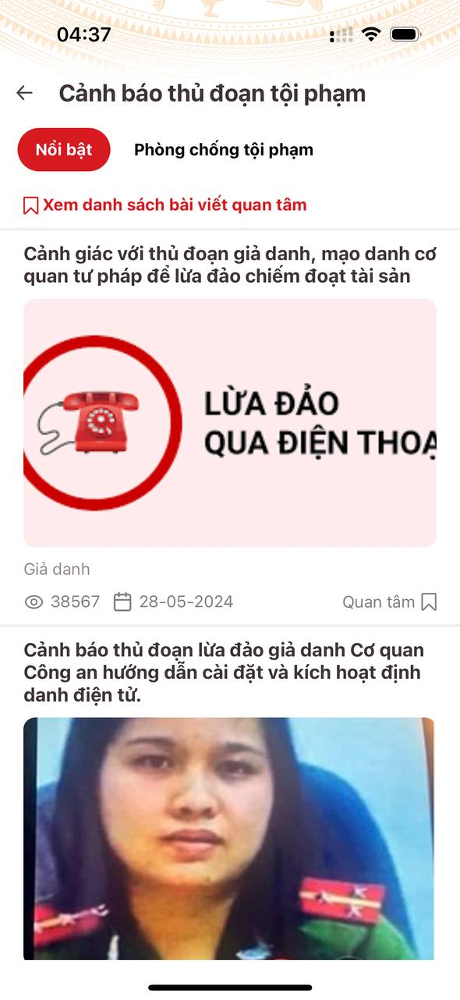 04:37
Cảnh báo thủ đoạn tội phạm
Nổi bật
Phòng chống tội phạm
Xem danh sách bài viết quan tâm
Cảnh giác với thủ đoạn giả danh, mạo danh cơ
quan tư pháp để lừa đảo chiếm đoạt tài sản
LỪA ĐẢO
QUA ĐIỆN THOẠ
Giả danh
38567
28-05-2024
Quan tâm
Cảnh báo thủ đoạn lừa đảo giả danh Cơ quan
Công an hướng dẫn cài đặt và kích hoạt định
danh điện tử.